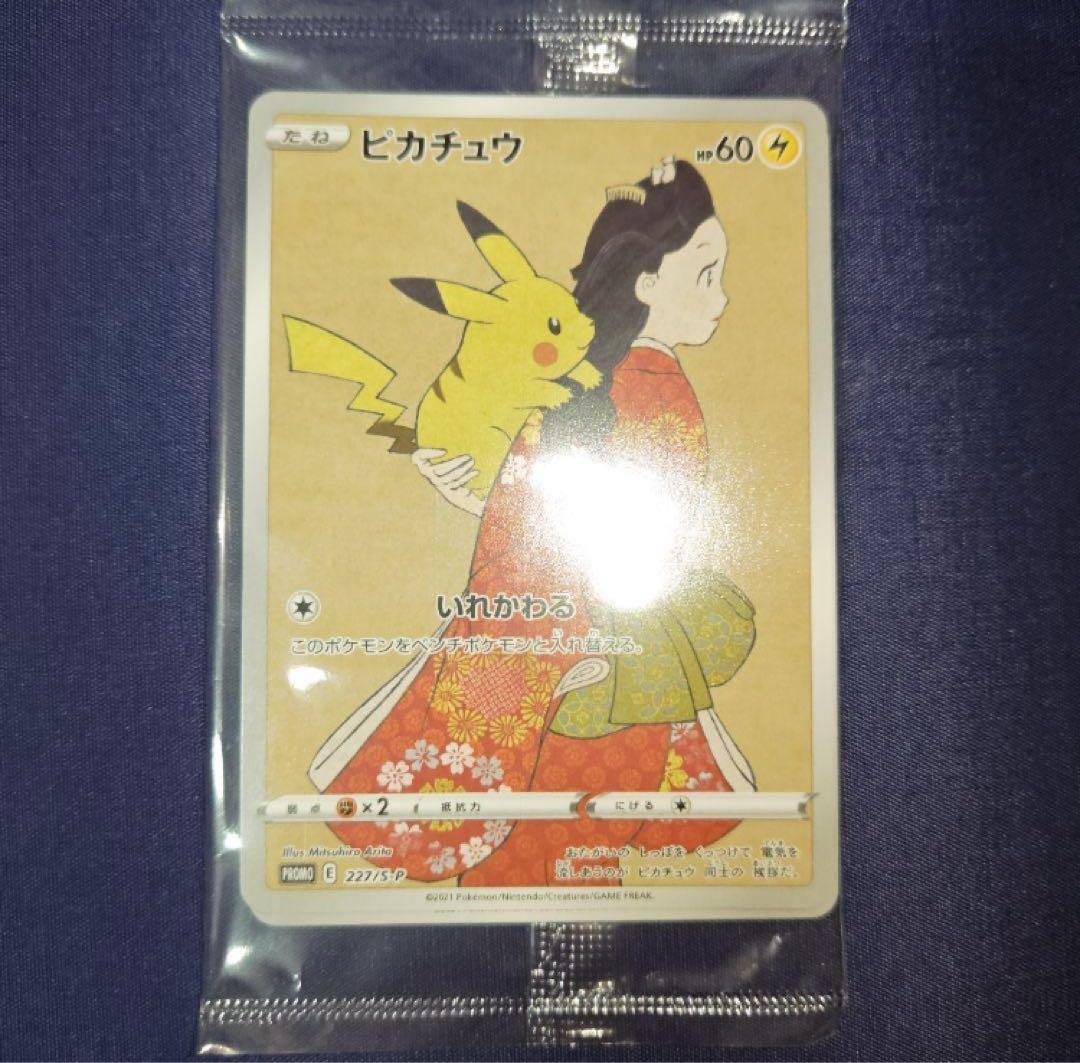 たね ピカチュウ HP60
いれかわる
このポケモンをベンチポケモンと入れ替える。
弱点 ×2 抵抗力 にげる
Illus. Mitsuhiro Arita
おたがいの しっぽを くっつけて 電気を
流しあうのが ピカチュウ 同士の 挨拶だ。
PROMO E 227/S-P
©2021 Pokémon/Nintendo/Creatures/GAME FREAK.